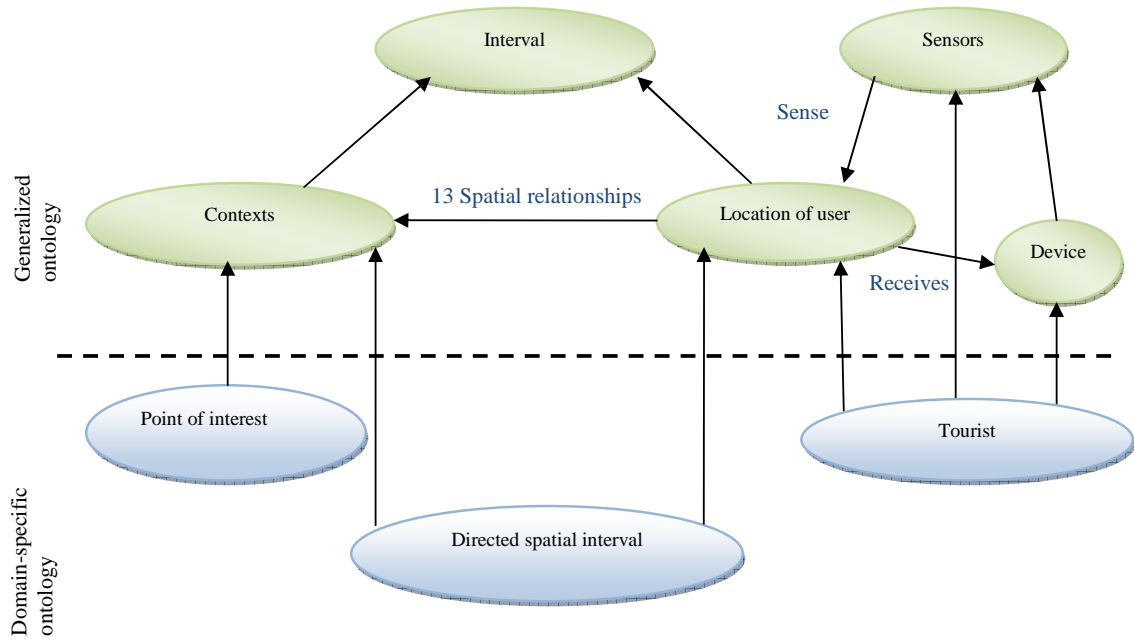 Interval
Sensors
Sense
13 Spatial relationships
Contexts
Location of user
Device
Receives
Generalized
ontology
Point of interest
Tourist
Directed spatial interval
Domain-specific
ontology